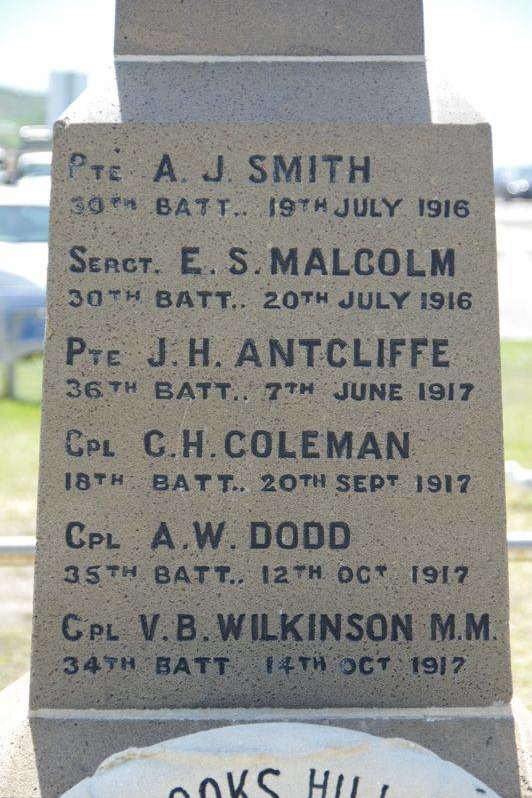 PTE A. J. SMITH
30TH BATT.. 19TH JULY 1916
SERGT. E. S. MALCOLM
30TH BATT.. 20TH JULY 1916
PTE J. H. ANTCLIFFE
36TH BATT.. 7TH JUNE 1917
CPL C. H. COLEMAN
18TH BATT.. 20TH SEPT 1917
CPL A. W. DODD
35TH BATT.. 12TH OCT 1917
CPL V. B. WILKINSON M.M.
34TH BATT 14TH OCT 1917
OOKS HILL